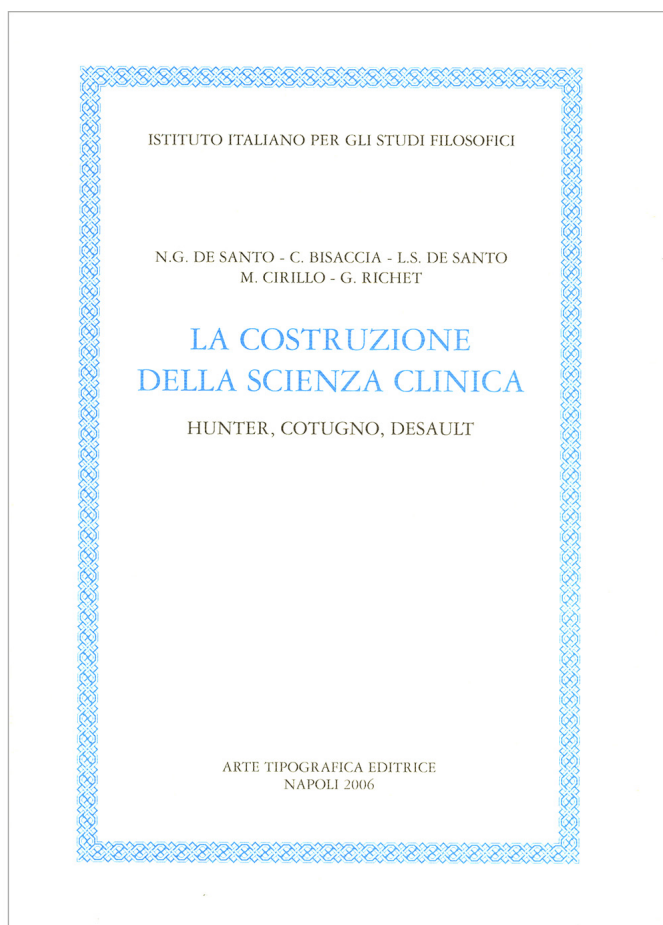 ISTITUTO ITALIANO PER GLI STUDI FILOSOFICI
N.G. DE SANTO - C. BISACCIA - L.S. DE SANTO
M. CIRILLO - G. RICHET
LA COSTRUZIONE
DELLA SCIENZA CLINICA
HUNTER, COTUGNO, DESAULT
ARTE TIPOGRAFICA EDITRICE
NAPOLI 2006